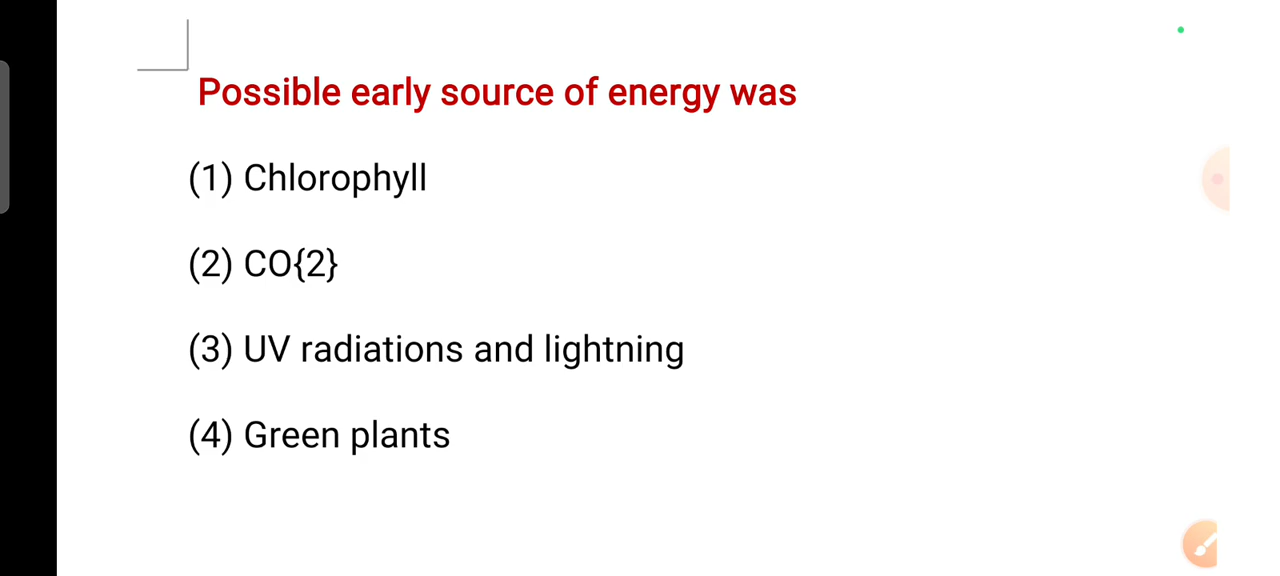 Possible early source of energy was
(1) Chlorophyll
(2) CO{2}
(3) UV radiations and lightning
(4) Green plants